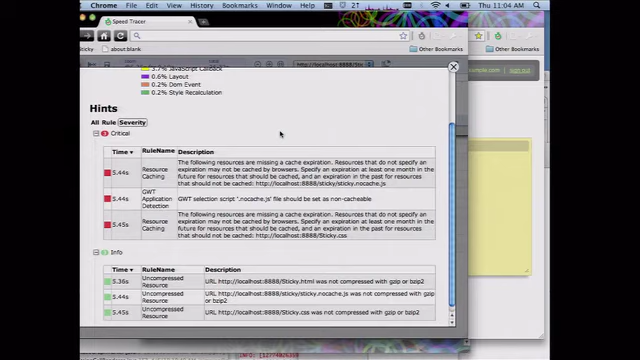 Chrome File Edit View History Bookmarks Window Help Thu 11:04 AM
Speed Tracer
Sticky about:blank Other Bookmarks Other Bookmarks
http://localhost:8888/Stic
sign out
3.7% JavaScript Callback
0.6% Layout
0.2% Dom Event
0.2% Style Recalculation
Hints
All Rule Severity
3 Critical
Time ▾ RuleName Description
5.44s Resource Caching The following resources are missing a cache expiration. Resources that do not specify an
expiration may not be cached by browsers. Specify an expiration at least one month in the
future for resources that should be cached, and an expiration in the past for resources
that should not be cached: http://localhost:8888/sticky/sticky.nocache.js
5.44s GWT Application Detection GWT selection script '.nocache.js' file should be set as non-cacheable
5.45s Resource Caching The following resources are missing a cache expiration. Resources that do not specify an
expiration may not be cached by browsers. Specify an expiration at least one month in the
future for resources that should be cached, and an expiration in the past for resources
that should not be cached: http://localhost:8888/Sticky.css
Info
Time ▾ RuleName Description
5.36s Uncompressed Resource URL http://localhost:8888/Sticky.html was not compressed with gzip or bzip2
5.44s Uncompressed Resource URL http://localhost:8888/sticky/sticky.nocache.js was not compressed with gzip
or bzip2
5.45s Uncompressed Resource URL http://localhost:8888/Sticky.css was not compressed with gzip or bzip2